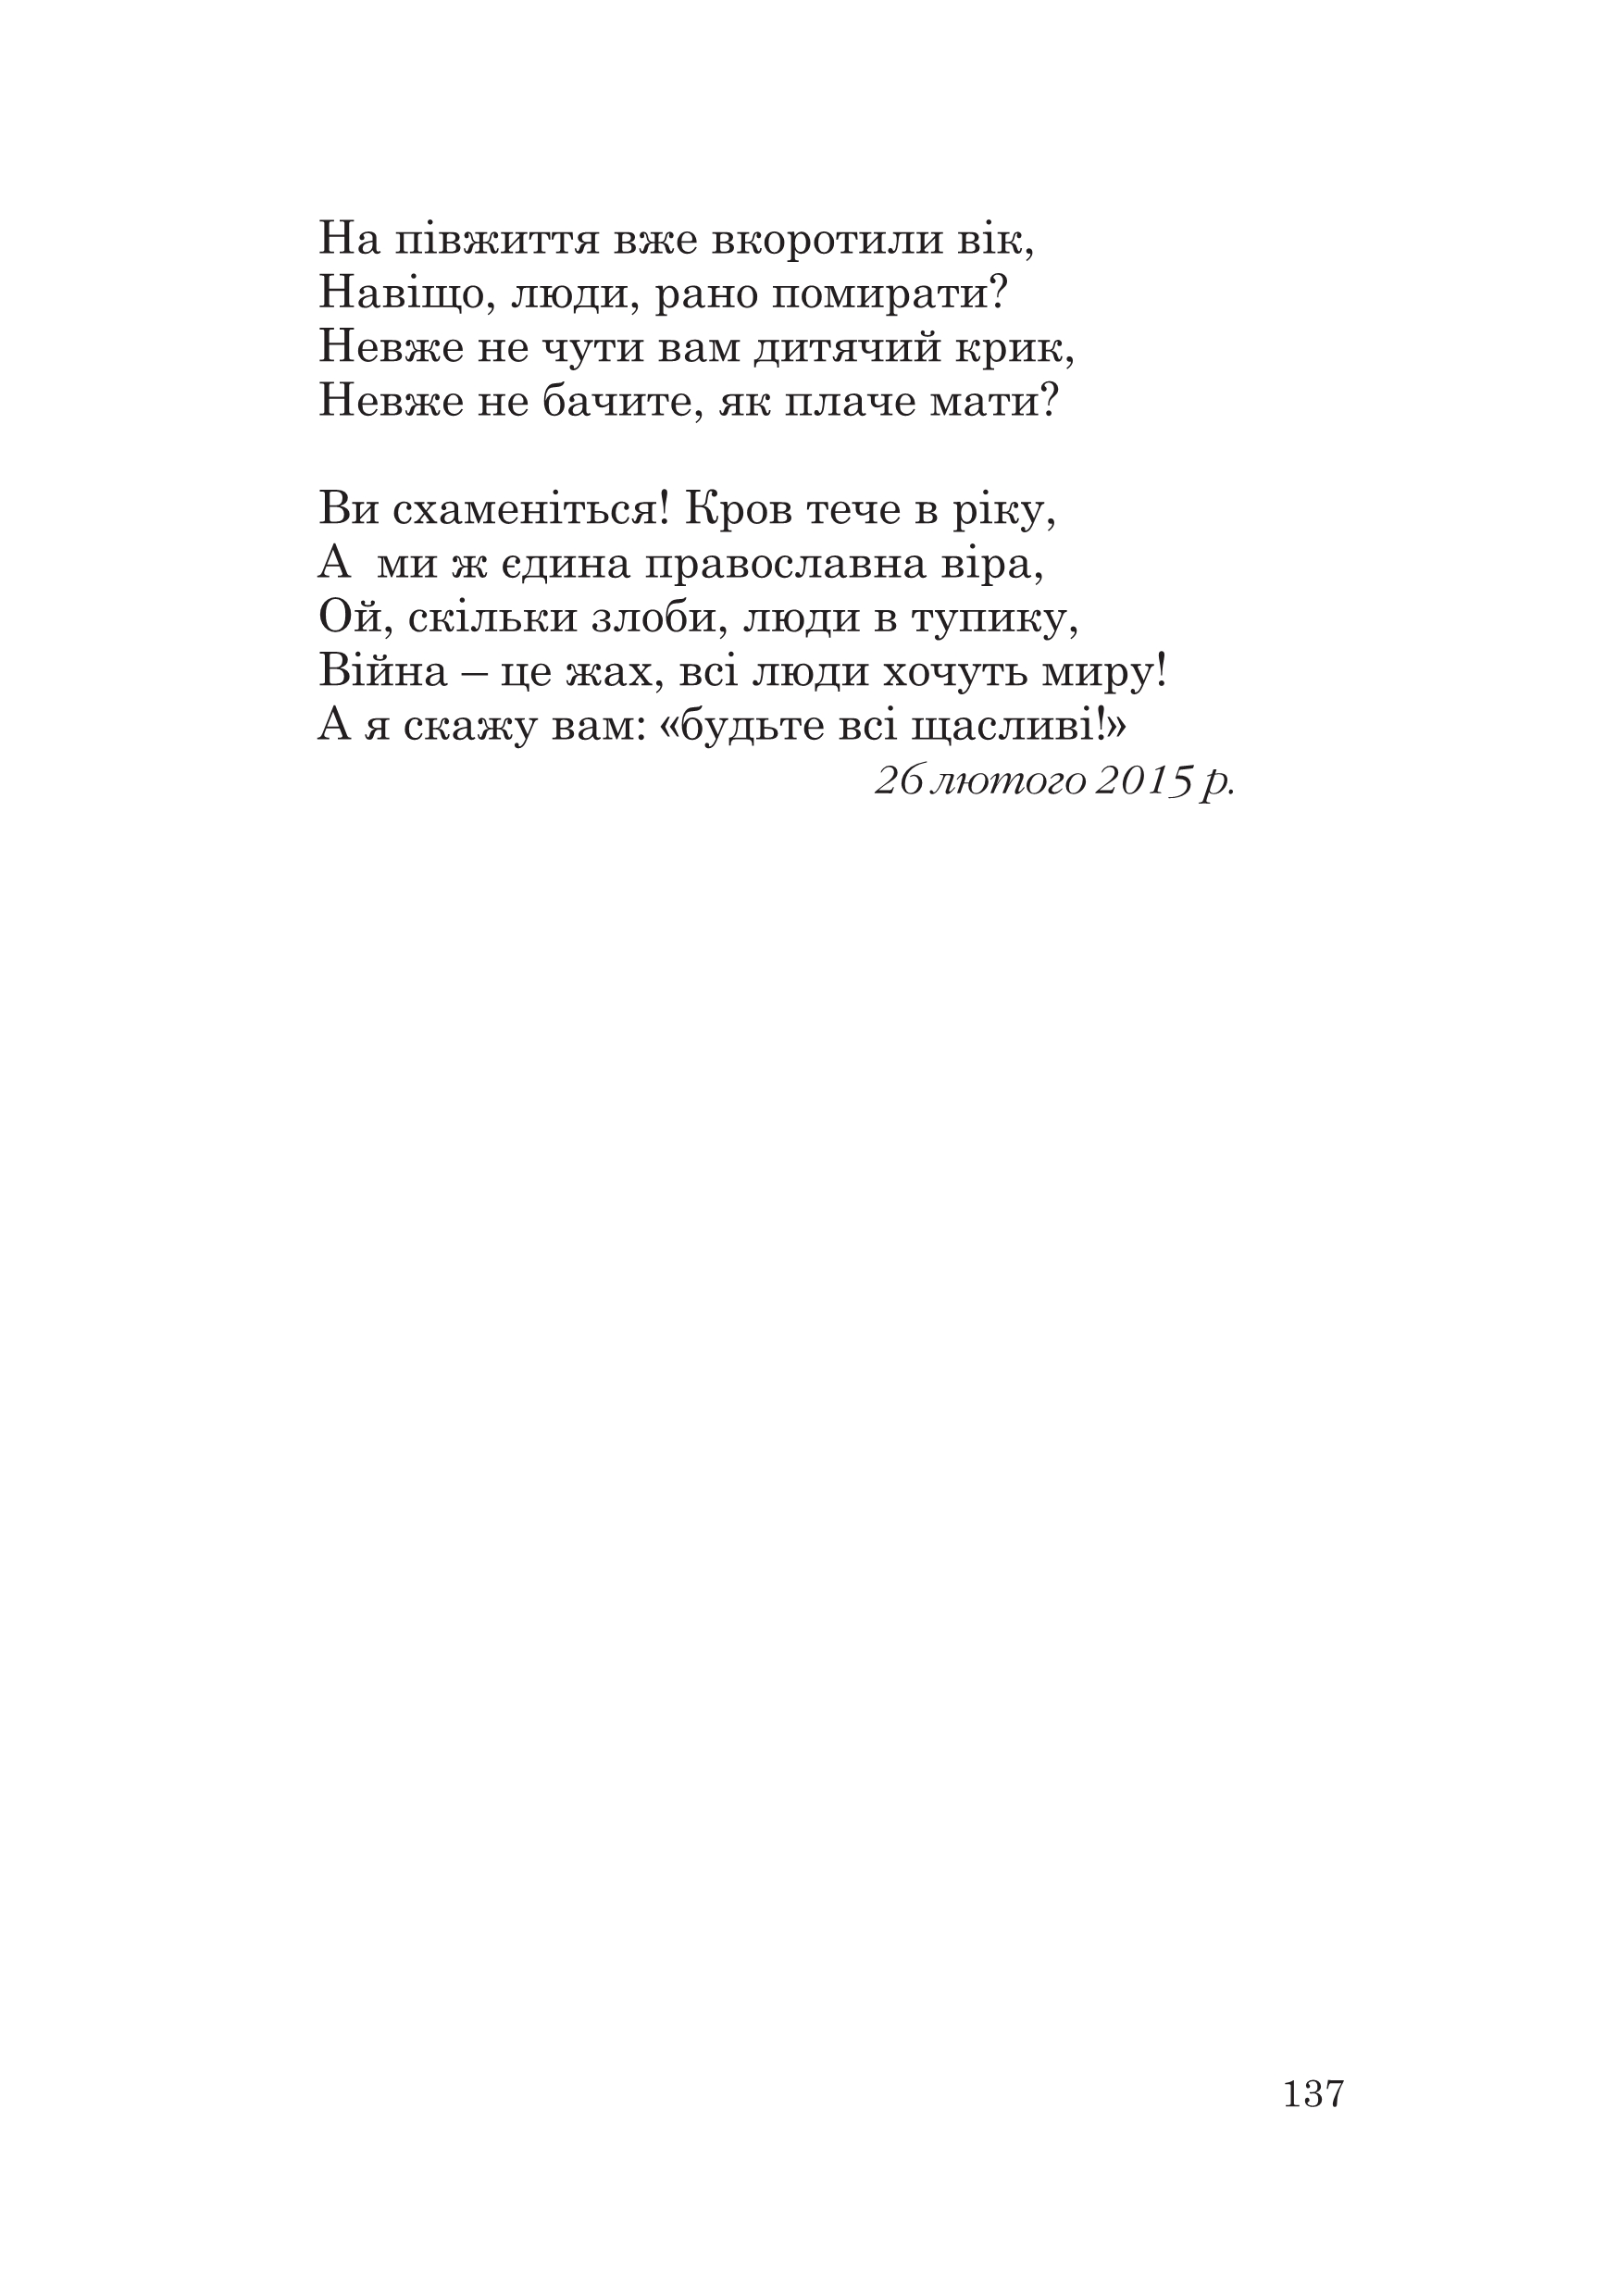 На півжиття вже вкоротили вік,
Навіщо, люди, рано помирати?
Невже не чути вам дитячий крик,
Невже не бачите, як плаче мати?

Ви схаменіться! Кров тече в ріку,
А  ми ж єдина православна віра,
Ой, скільки злоби, люди в тупику,
Війна – це жах, всі люди хочуть миру!
А я скажу вам: «будьте всі щасливі!»
26 лютого 2015 р.
137